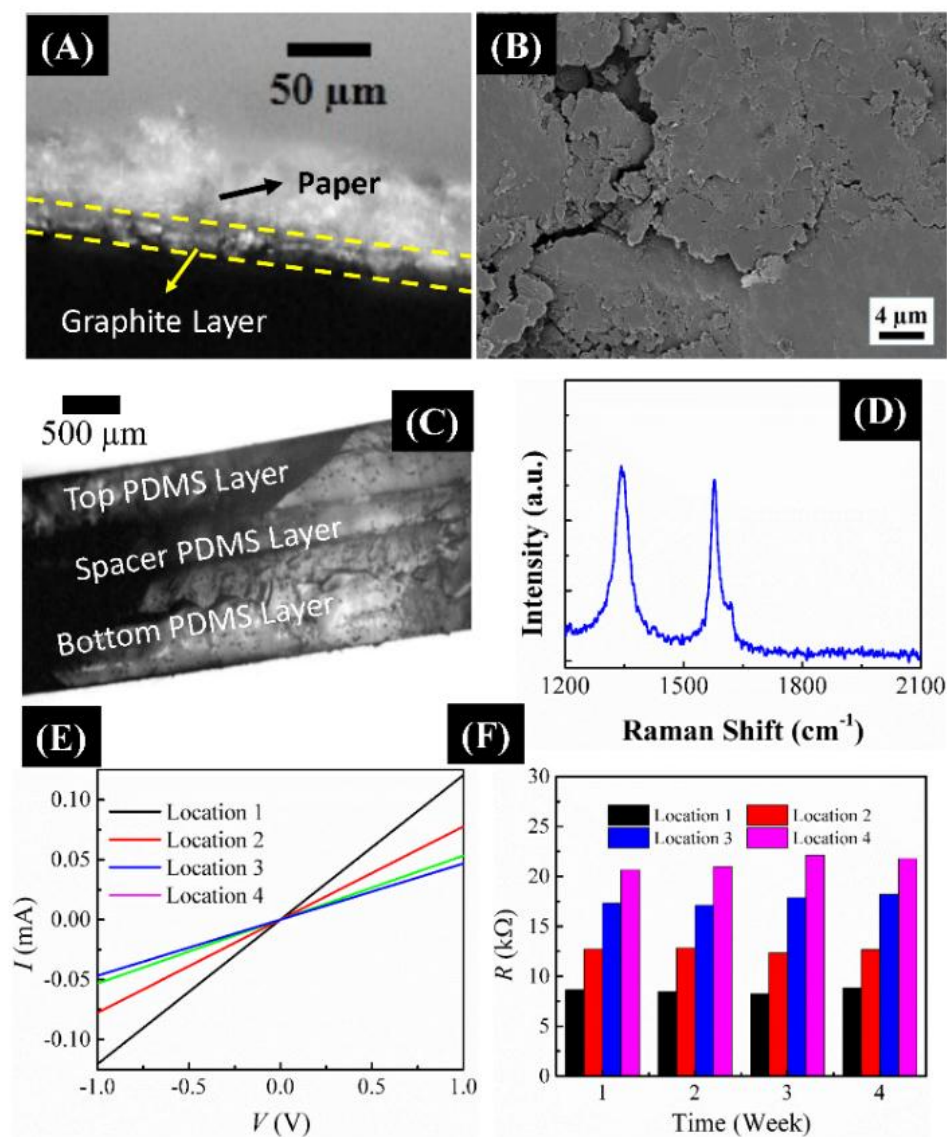 (A)
50 μm
Paper
Graphite Layer
(B)
4 μm
(C)
500 μm
Top PDMS Layer
Spacer PDMS Layer
Bottom PDMS Layer
(D)
Intensity (a.u.)
1200 1500 1800 2100
Raman Shift (cm-1)
(E)
I (mA)
0.10
0.05
0.00
-0.05
-0.10
Location 1
Location 2
Location 3
Location 4
-1.0 -0.5 0.0 0.5 1.0
V (V)
(F)
R (kΩ)
30
25
20
15
10
5
0
Location 1 Location 2
Location 3 Location 4
1 2 3 4
Time (Week)